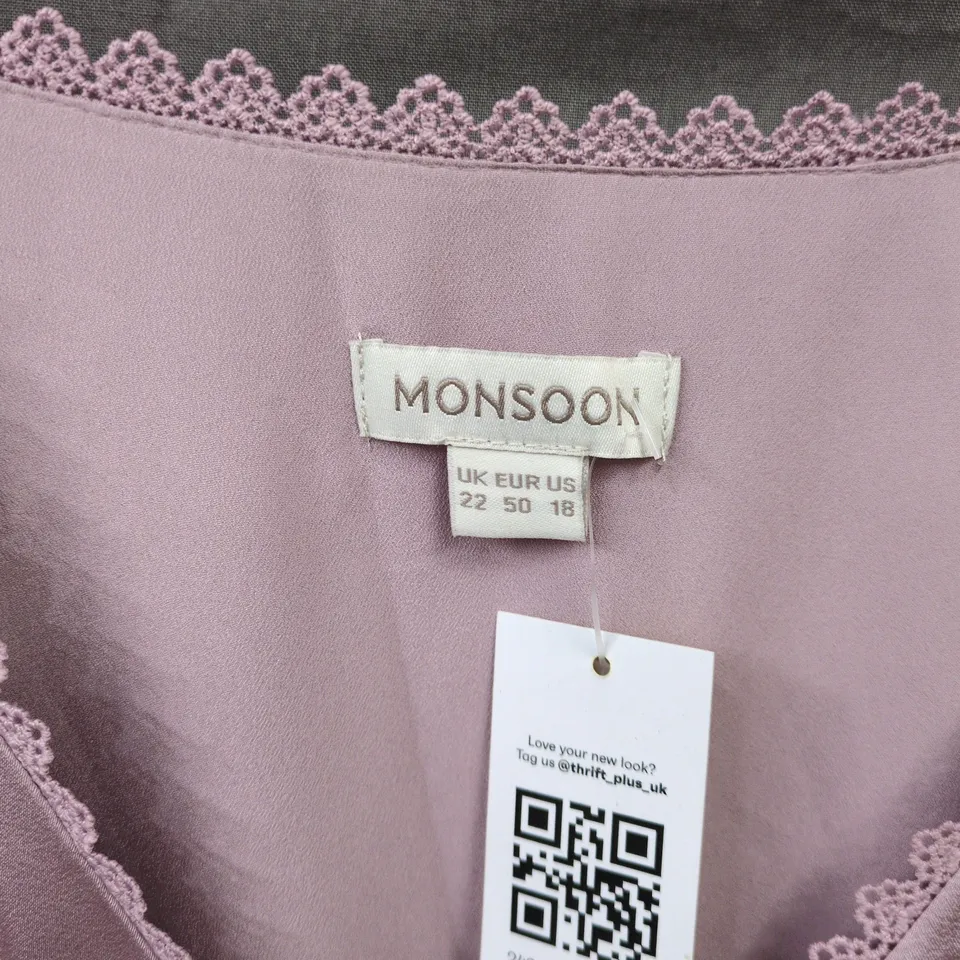 MONSOON
UK EUR US
22 50 18
Love your new look?
Tag us @thrift_plus_uk